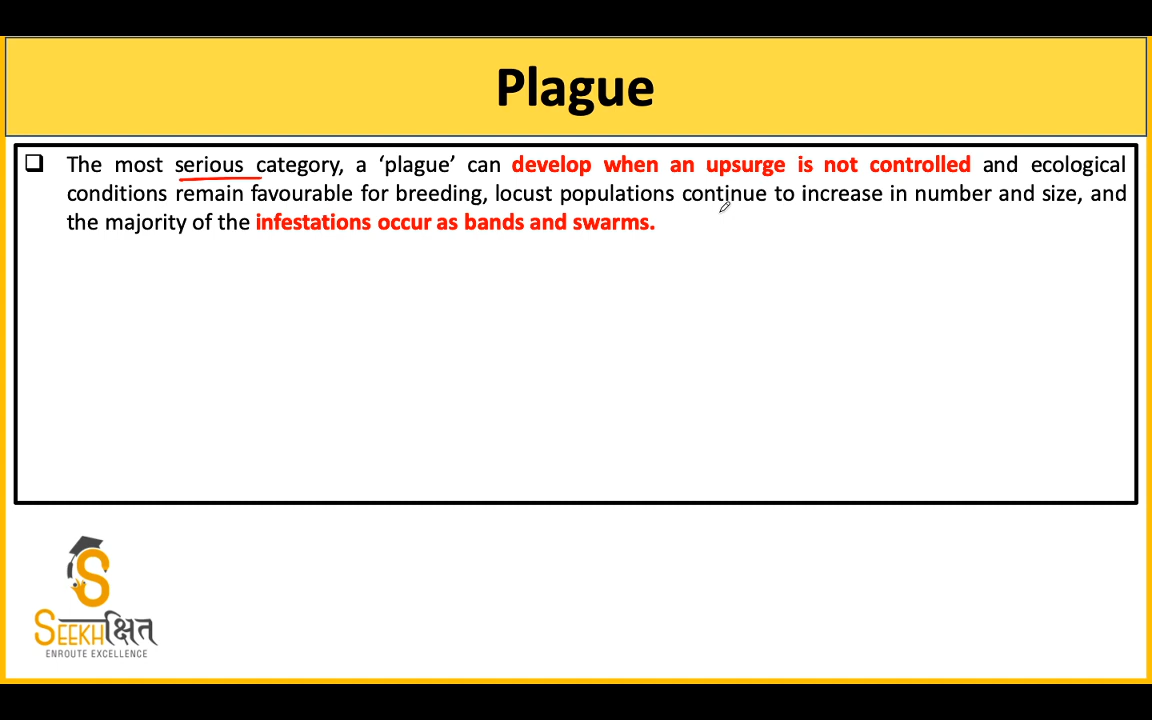 Plague
The most serious category, a ‘plague’ can develop when an upsurge is not controlled and ecological
conditions remain favourable for breeding, locust populations continue to increase in number and size, and
the majority of the infestations occur as bands and swarms.
S
SEEKHक्षित
ENROUTE EXCELLENCE